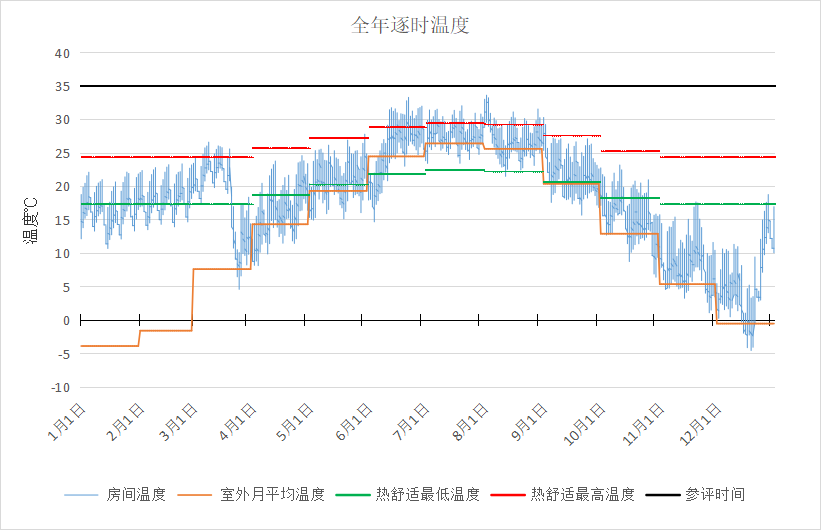 全年逐时温度
40
35
30
25
20
15
10
5
0
-5
-10
温度℃
1月1日
2月1日
3月1日
4月1日
5月1日
6月1日
7月1日
8月1日
9月1日
10月1日
11月1日
12月1日
房间温度 室外月平均温度 热舒适最低温度 热舒适最高温度 参评时间